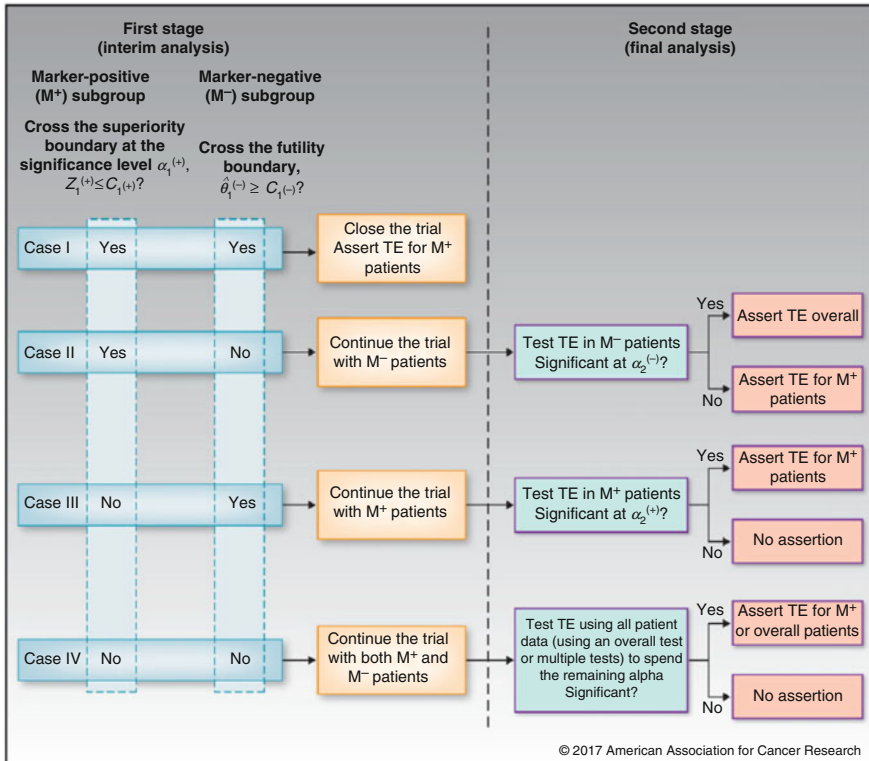 First stage
(interim analysis)
Second stage
(final analysis)
Marker-positive
(M⁺) subgroup
Marker-negative
(M⁻) subgroup
Cross the superiority
boundary at the
significance level α₁⁽⁺⁾,
Z₁⁽⁺⁾ ≤ C₁₍₊₎?
Cross the futility
boundary,
θ̂₁⁽⁻⁾ ≥ C₁₍₋₎?
Case I Yes Yes
Close the trial
Assert TE for M⁺
patients
Case II Yes No
Continue the trial
with M⁻ patients
Test TE in M⁻ patients
Significant at α₂⁽⁻⁾?
Yes
Assert TE overall
No
Assert TE for M⁺
patients
Case III No Yes
Continue the trial
with M⁺ patients
Test TE in M⁺ patients
Significant at α₂⁽⁺⁾?
Yes
Assert TE for M⁺
patients
No
No assertion
Case IV No No
Continue the trial
with both M⁺ and
M⁻ patients
Test TE using all patient
data (using an overall test
or multiple tests) to spend
the remaining alpha
Significant?
Yes
Assert TE for M⁺
or overall patients
No
No assertion
© 2017 American Association for Cancer Research